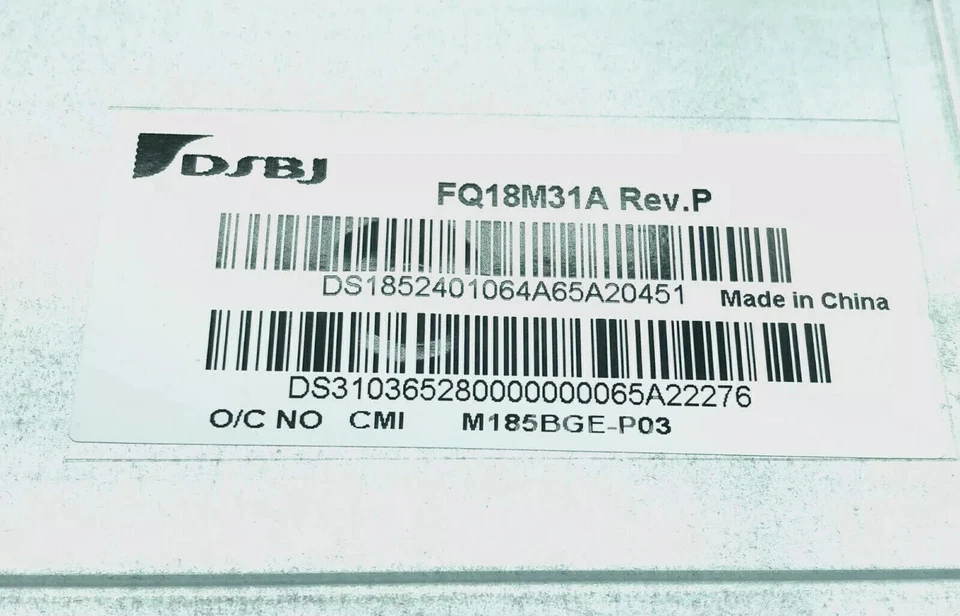 DSBJ
FQ18M31A Rev.P
DS1852401064A65A20451
Made in China
DS3103652800000000065A22276
O/C NO CMI M185BGE-P03